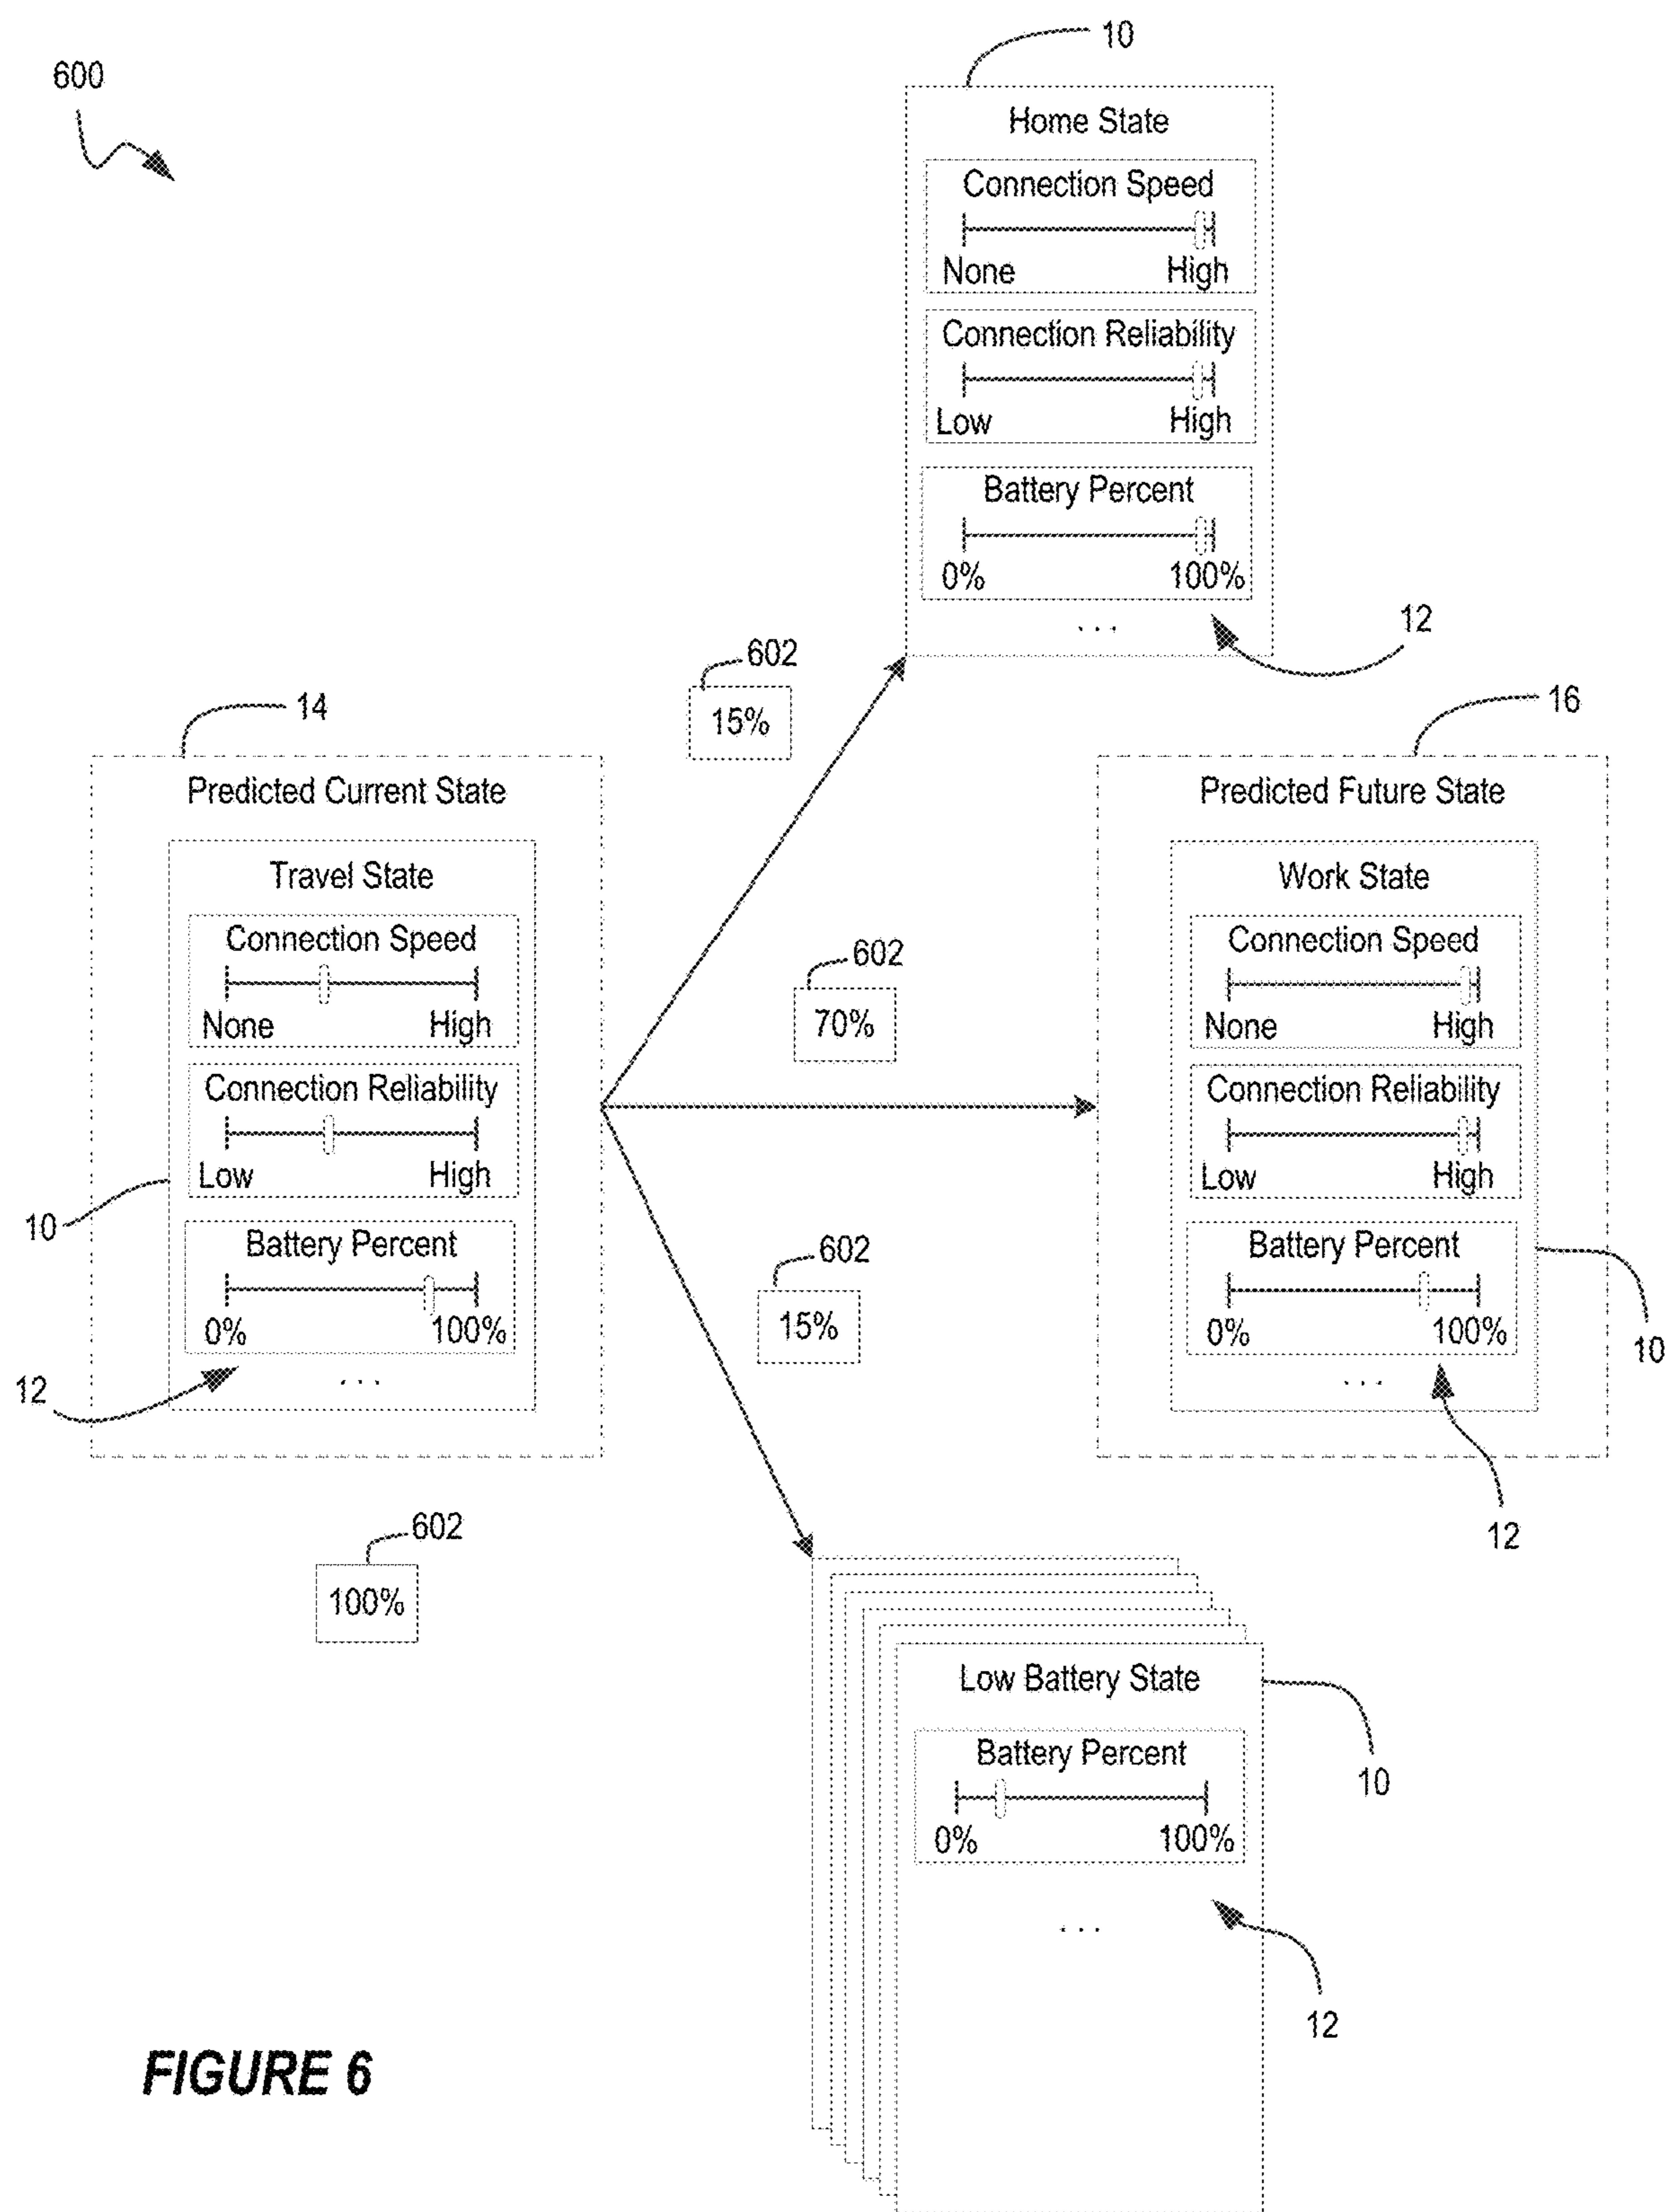 600
10
Home State
Connection Speed
None High
Connection Reliability
Low High
Battery Percent
0% 100%
. . .
12
602
15%
14
Predicted Current State
Travel State
Connection Speed
None High
Connection Reliability
Low High
10
Battery Percent
0% 100%
12
. . .
602
100%
602
70%
602
15%
16
Predicted Future State
Work State
Connection Speed
None High
Connection Reliability
Low High
Battery Percent
0% 100%
10
. . .
12
Low Battery State
Battery Percent
0% 100%
10
. . .
12
FIGURE 6